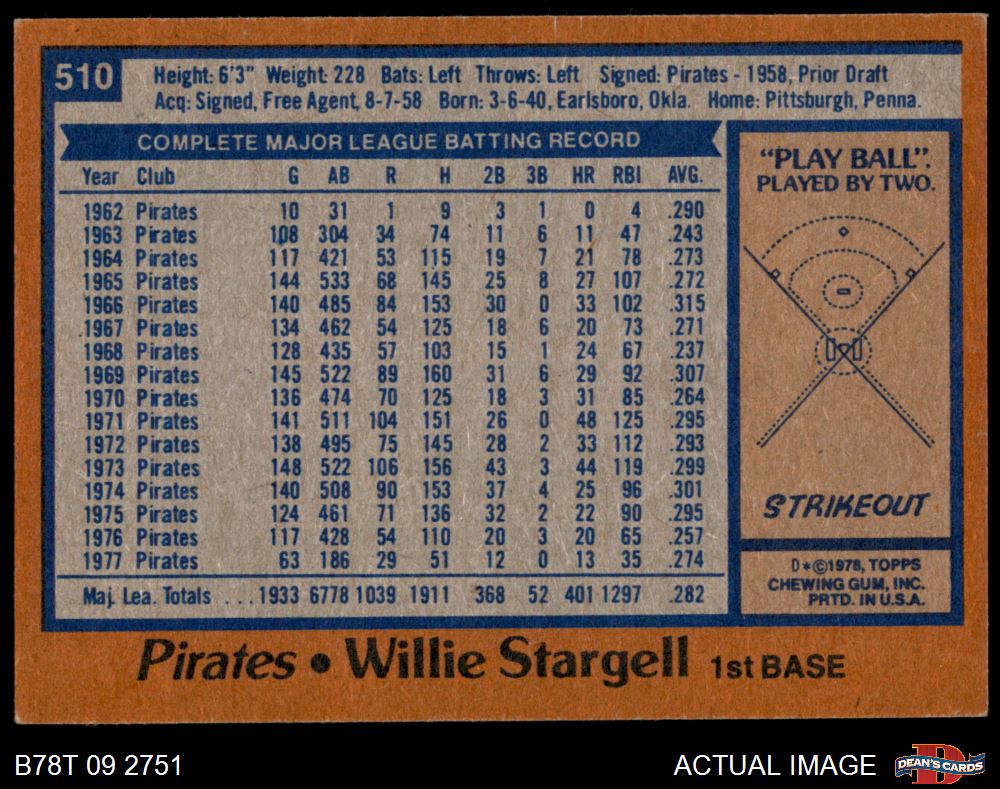 510
Height: 6'3" Weight: 228 Bats: Left Throws: Left Signed: Pirates - 1958, Prior Draft
Acq: Signed, Free Agent, 8-7-58 Born: 3-6-40, Earlsboro, Okla. Home: Pittsburgh, Penna.
COMPLETE MAJOR LEAGUE BATTING RECORD
Year Club G AB R H 2B 3B HR RBI AVG.
1962 Pirates 10 31 1 9 3 1 0 4 .290
1963 Pirates 108 304 34 74 11 6 11 47 .243
1964 Pirates 117 421 53 115 19 7 21 78 .273
1965 Pirates 144 533 68 145 25 8 27 107 .272
1966 Pirates 140 485 84 153 30 0 33 102 .315
1967 Pirates 134 462 54 125 18 6 20 73 .271
1968 Pirates 128 435 57 103 15 1 24 67 .237
1969 Pirates 145 522 89 160 31 6 29 92 .307
1970 Pirates 136 474 70 125 18 3 31 85 .264
1971 Pirates 141 511 104 151 26 0 48 125 .295
1972 Pirates 138 495 75 145 28 2 33 112 .293
1973 Pirates 148 522 106 156 43 3 44 119 .299
1974 Pirates 140 508 90 153 37 4 25 96 .301
1975 Pirates 124 461 71 136 32 2 22 90 .295
1976 Pirates 117 428 54 110 20 3 20 65 .257
1977 Pirates 63 186 29 51 12 0 13 35 .274
Maj. Lea. Totals ... 1933 6778 1039 1911 368 52 401 1297 .282
"PLAY BALL".
PLAYED BY TWO.
STRIKEOUT
D*©1978, TOPPS
CHEWING GUM, INC.
PRTD. IN U.S.A.
Pirates • Willie Stargell 1st BASE
B78T 09 2751
ACTUAL IMAGE
D
DEAN'S CARDS